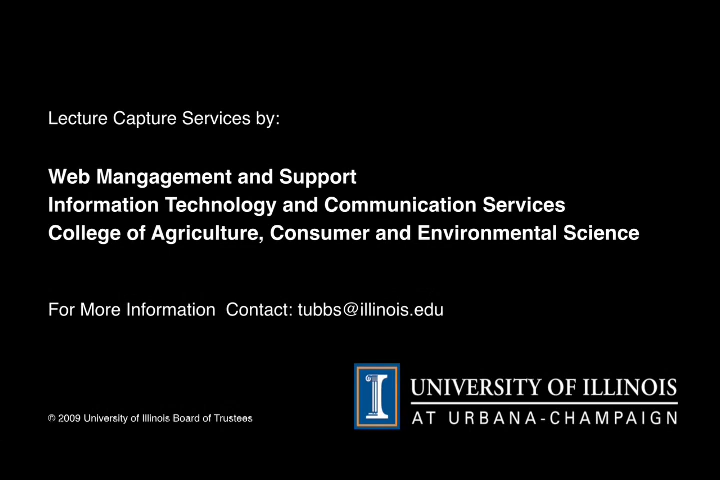 Lecture Capture Services by:
Web Mangagement and Support
Information Technology and Communication Services
College of Agriculture, Consumer and Environmental Science
For More Information  Contact: tubbs@illinois.edu
UNIVERSITY OF ILLINOIS
AT URBANA-CHAMPAIGN
© 2009 University of Illinois Board of Trustees